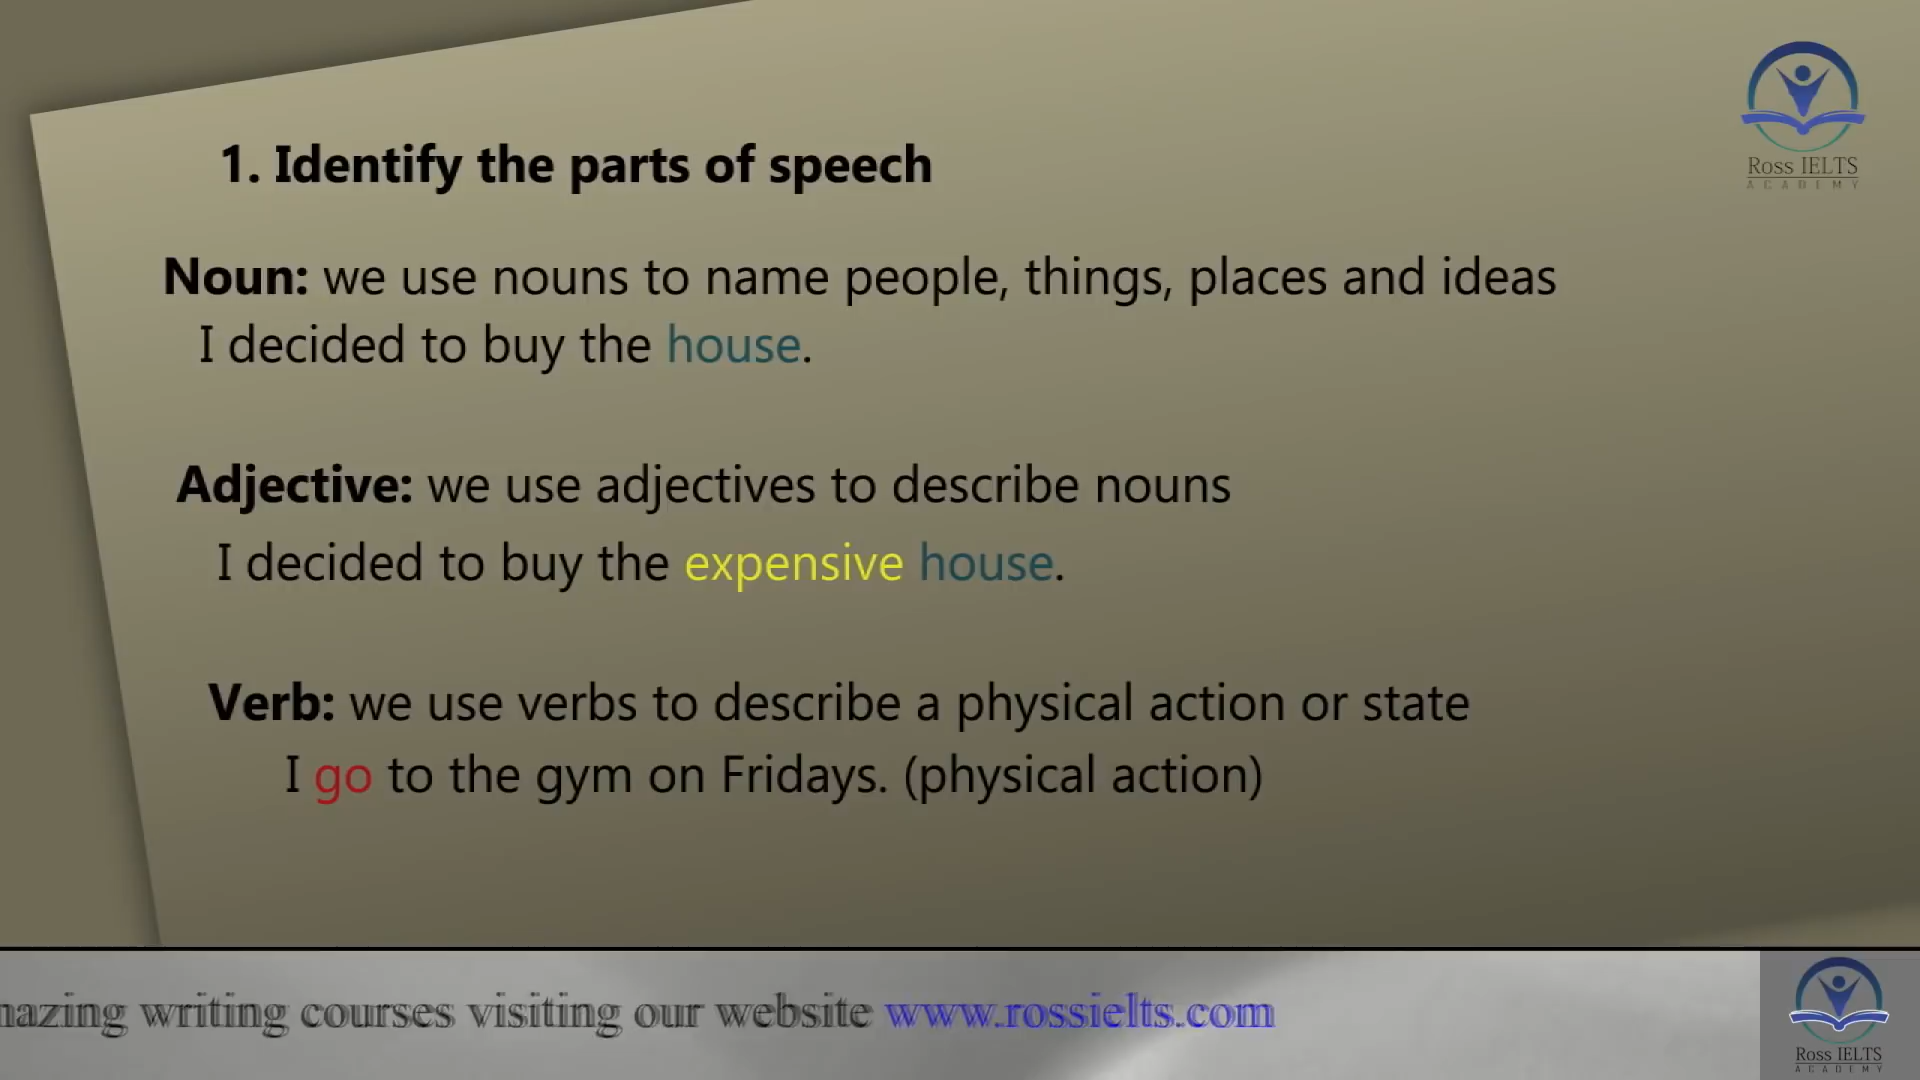 Ross IELTS
ACADEMY
1. Identify the parts of speech
Noun: we use nouns to name people, things, places and ideas
I decided to buy the house.
Adjective: we use adjectives to describe nouns
I decided to buy the expensive house.
Verb: we use verbs to describe a physical action or state
I go to the gym on Fridays. (physical action)
writing courses visiting our website www.rossielts.com
Ross IELTS
ACADEMY